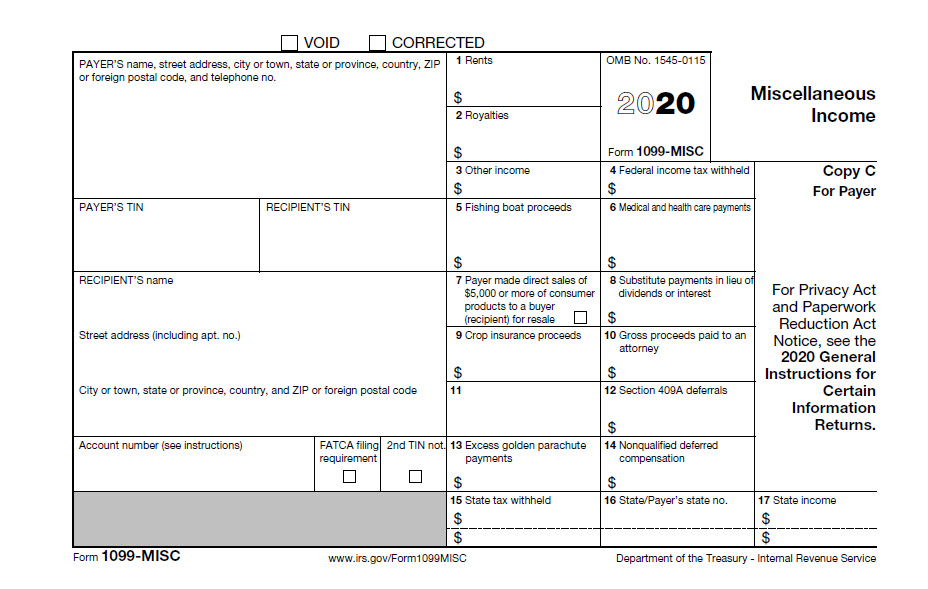 VOID CORRECTED
PAYER'S name, street address, city or town, state or province, country, ZIP
or foreign postal code, and telephone no.
1 Rents
$
2 Royalties
$
OMB No. 1545-0115
2020
Form 1099-MISC
Miscellaneous
Income
3 Other income
$
4 Federal income tax withheld
$
Copy C
For Payer
PAYER'S TIN
RECIPIENT'S TIN
5 Fishing boat proceeds
$
6 Medical and health care payments
$
RECIPIENT'S name
7 Payer made direct sales of
$5,000 or more of consumer
products to a buyer
(recipient) for resale
8 Substitute payments in lieu of
dividends or interest
$
For Privacy Act
and Paperwork
Reduction Act
Notice, see the
2020 General
Instructions for
Certain
Information
Returns.
Street address (including apt. no.)
9 Crop insurance proceeds
$
10 Gross proceeds paid to an
attorney
$
City or town, state or province, country, and ZIP or foreign postal code
11
12 Section 409A deferrals
$
Account number (see instructions)
FATCA filing
requirement
2nd TIN not.
13 Excess golden parachute
payments
$
14 Nonqualified deferred
compensation
$
15 State tax withheld
$
$
16 State/Payer's state no.
17 State income
$
$
Form 1099-MISC
www.irs.gov/Form1099MISC
Department of the Treasury - Internal Revenue Service